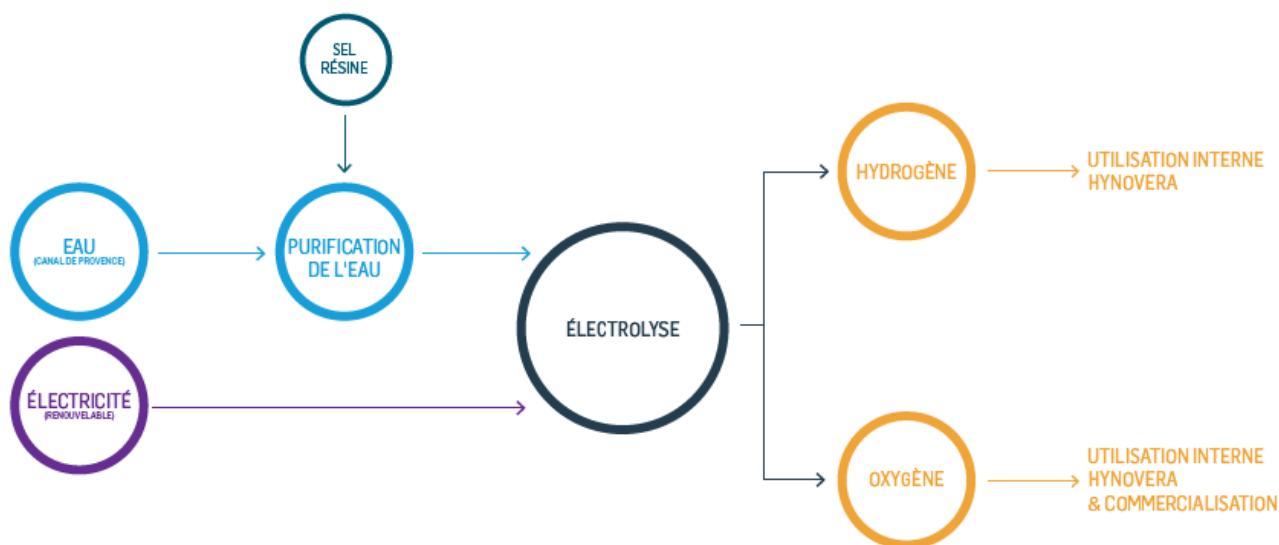 SEL
RÉSINE
EAU
(CANAL DE PROVENCE)
PURIFICATION
DE L'EAU
ÉLECTRICITÉ
(RENOUVELABLE)
ÉLECTROLYSE
HYDROGÈNE
UTILISATION INTERNE
HYNOVERA
OXYGÈNE
UTILISATION INTERNE
HYNOVERA
& COMMERCIALISATION